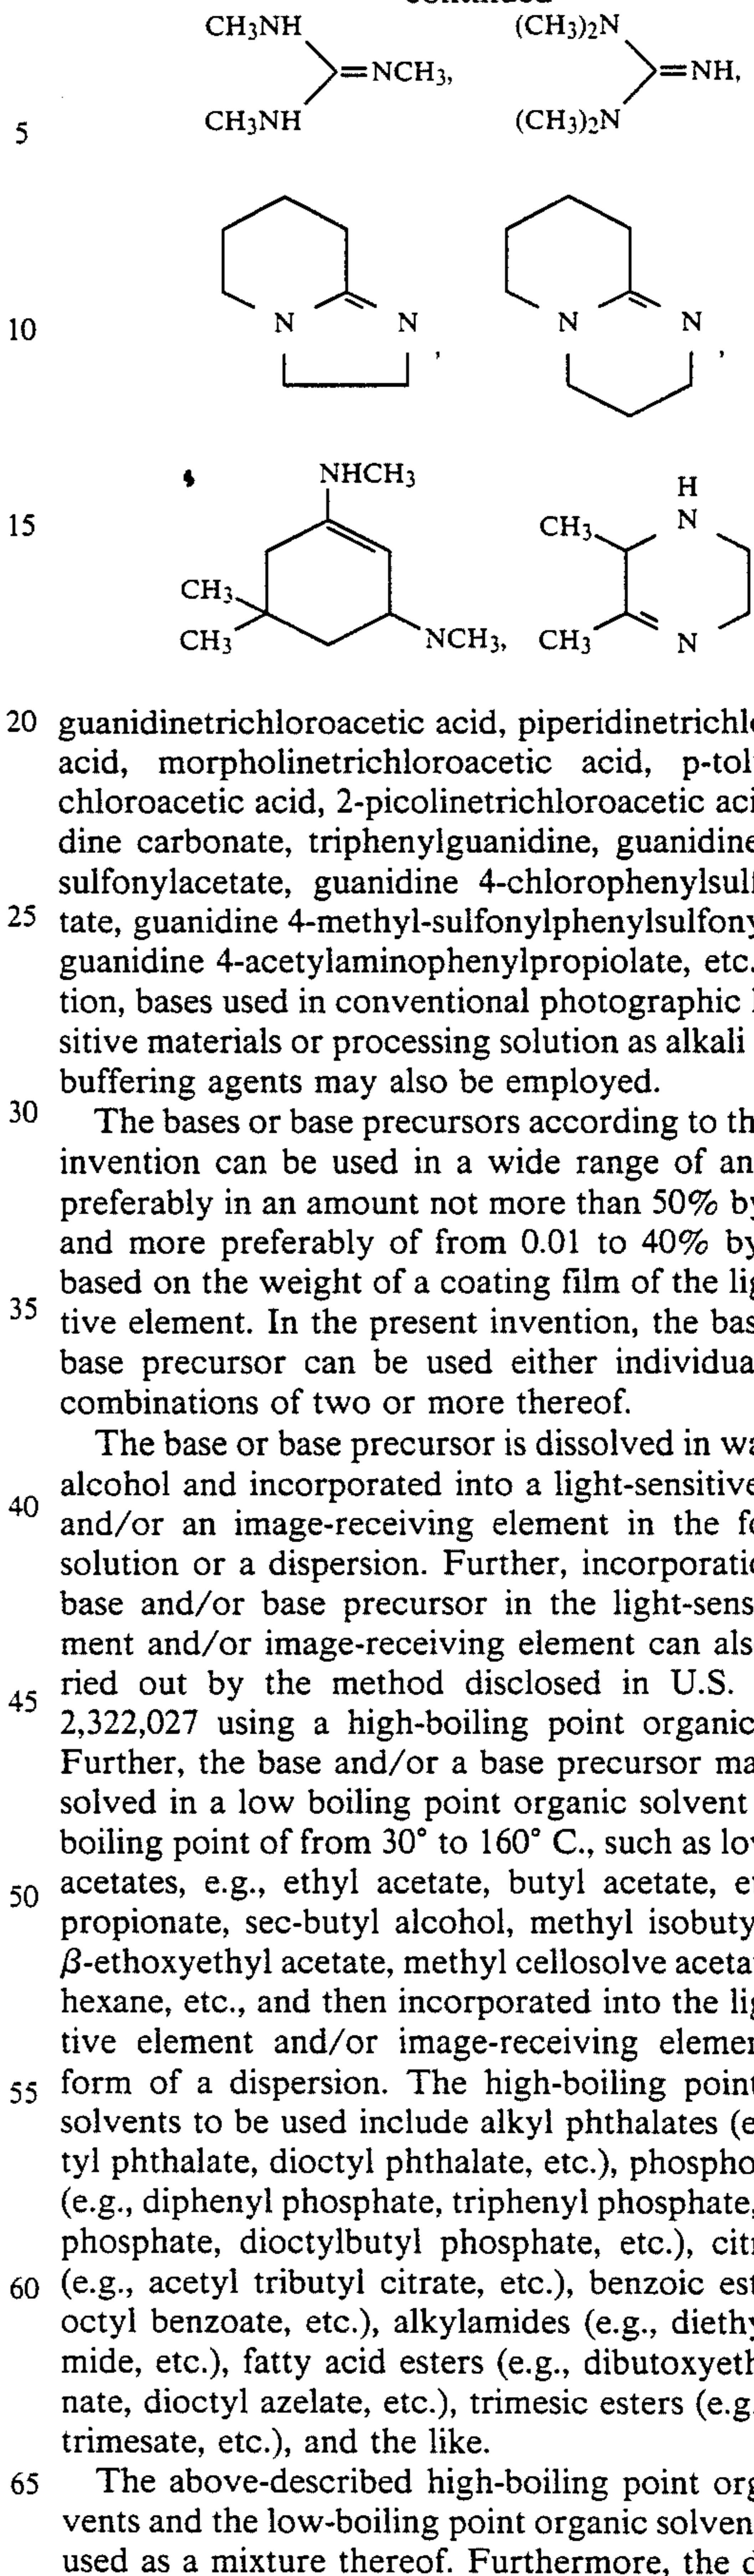 CH3NH (CH3)2N
=NCH3, =NH,
5 CH3NH (CH3)2N
10 N N , N N ,
NHCH3 H
15 CH3 N
CH3
CH3 NCH3, CH3 N
20 guanidinetrichloroacetic acid, piperidinetrichl
acid, morpholinetrichloroacetic acid, p-tol
chloroacetic acid, 2-picolinetrichloroacetic aci
dine carbonate, triphenylguanidine, guanidine
sulfonylacetate, guanidine 4-chlorophenylsul
25 tate, guanidine 4-methyl-sulfonylphenylsulfony
guanidine 4-acetylaminophenylpropiolate, etc.
tion, bases used in conventional photographic
sitive materials or processing solution as alkali
buffering agents may also be employed.
30 The bases or base precursors according to th
invention can be used in a wide range of an
preferably in an amount not more than 50% by
and more preferably of from 0.01 to 40% by
based on the weight of a coating film of the lig
35 tive element. In the present invention, the bas
base precursor can be used either individua
combinations of two or more thereof.
The base or base precursor is dissolved in wa
alcohol and incorporated into a light-sensitive
40 and/or an image-receiving element in the fo
solution or a dispersion. Further, incorporatio
base and/or base precursor in the light-sens
ment and/or image-receiving element can als
45 ried out by the method disclosed in U.S.
2,322,027 using a high-boiling point organic
Further, the base and/or a base precursor ma
solved in a low boiling point organic solvent
boiling point of from 30° to 160° C., such as lo
50 acetates, e.g., ethyl acetate, butyl acetate, e
propionate, sec-butyl alcohol, methyl isobuty
β-ethoxyethyl acetate, methyl cellosolve aceta
hexane, etc., and then incorporated into the lig
tive element and/or image-receiving elemen
55 form of a dispersion. The high-boiling point
solvents to be used include alkyl phthalates (e
tyl phthalate, dioctyl phthalate, etc.), phospho
(e.g., diphenyl phosphate, triphenyl phosphate,
phosphate, dioctylbutyl phosphate, etc.), cit
60 (e.g., acetyl tributyl citrate, etc.), benzoic est
octyl benzoate, etc.), alkylamides (e.g., diethy
mide, etc.), fatty acid esters (e.g., dibutoxyeth
nate, dioctyl azelate, etc.), trimesic esters (e.g.
trimesate, etc.), and the like.
65 The above-described high-boiling point org
vents and the low-boiling point organic solven
used as a mixture thereof. Furthermore, the